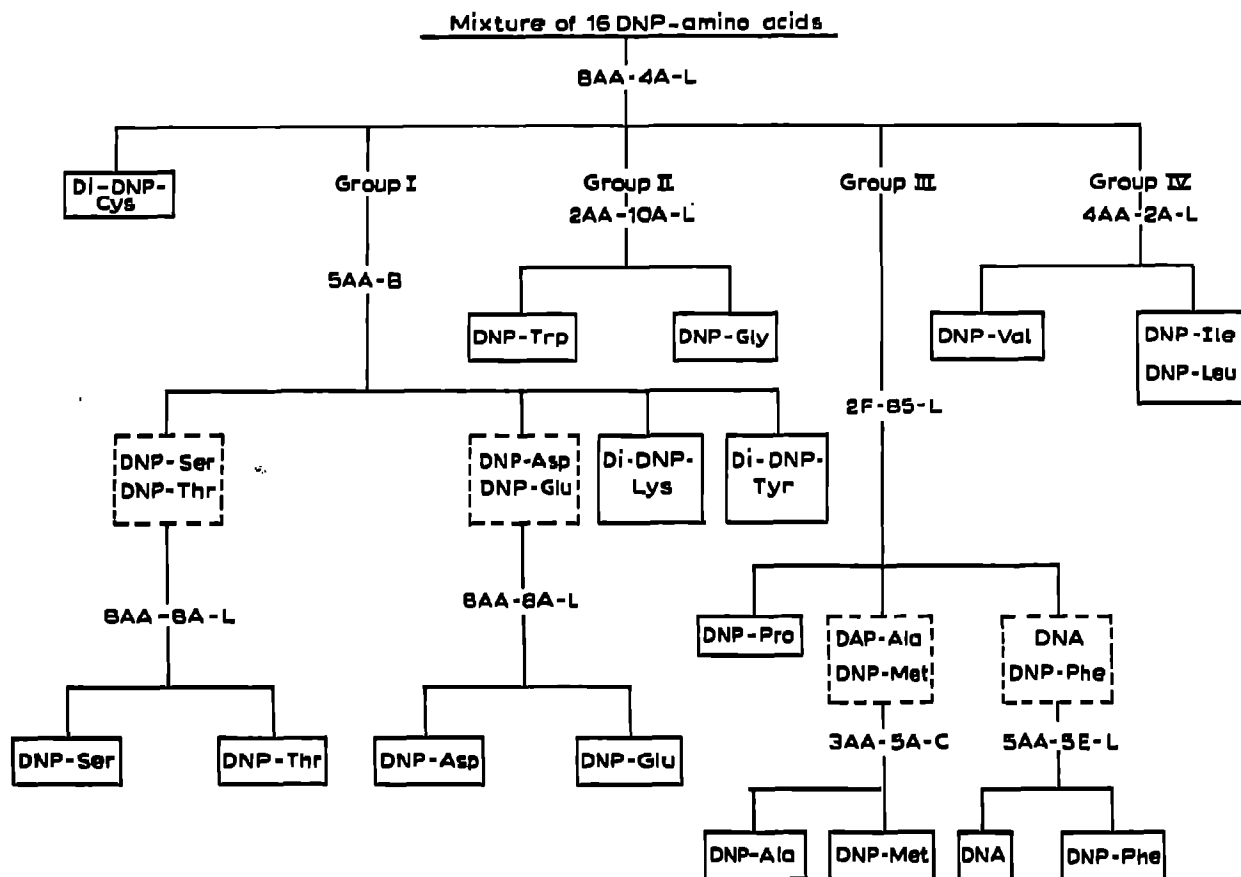 Mixture of 16 DNP-amino acids
8AA-4A-L
Di-DNP-
Cys
Group I
Group II
Group III
Group IV
2AA-10A-L
4AA-2A-L
5AA-B
DNP-Trp
DNP-Gly
DNP-Val
DNP-Ile
DNP-Leu
2F-B5-L
DNP-Ser
DNP-Thr
DNP-Asp
DNP-Glu
Di-DNP-
Lys
Di-DNP-
Tyr
8AA-8A-L
8AA-8A-L
DNP-Pro
DAP-Ala
DNP-Met
DNA
DNP-Phe
3AA-5A-C
5AA-5E-L
DNP-Ser
DNP-Thr
DNP-Asp
DNP-Glu
DNP-Ala
DNP-Met
DNA
DNP-Phe